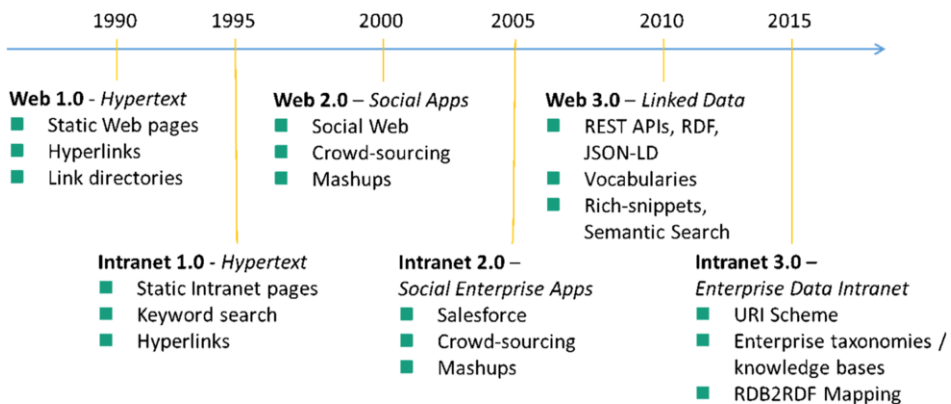 1990 1995 2000 2005 2010 2015
Web 1.0 - Hypertext
Static Web pages
Hyperlinks
Link directories
Web 2.0 – Social Apps
Social Web
Crowd-sourcing
Mashups
Web 3.0 – Linked Data
REST APIs, RDF,
JSON-LD
Vocabularies
Rich-snippets,
Semantic Search
Intranet 1.0 - Hypertext
Static Intranet pages
Keyword search
Hyperlinks
Intranet 2.0 –
Social Enterprise Apps
Salesforce
Crowd-sourcing
Mashups
Intranet 3.0 –
Enterprise Data Intranet
URI Scheme
Enterprise taxonomies /
knowledge bases
RDB2RDF Mapping